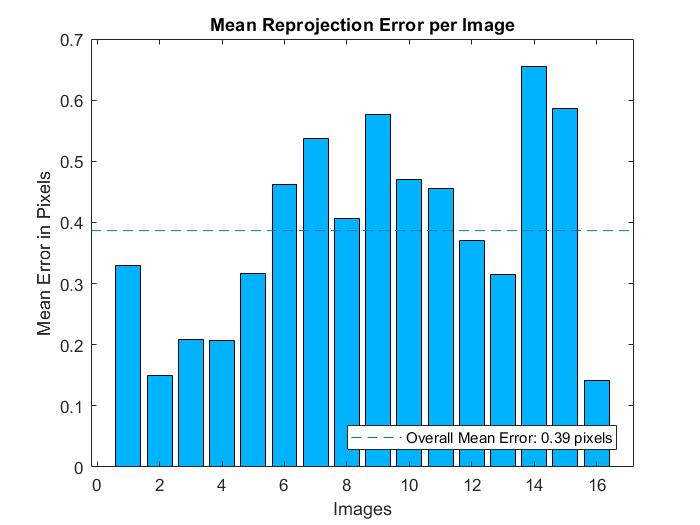 Mean Reprojection Error per Image
0.7
0.6
0.5
0.4
0.3
0.2
0.1
0
Mean Error in Pixels
Overall Mean Error: 0.39 pixels
0 2 4 6 8 10 12 14 16
Images